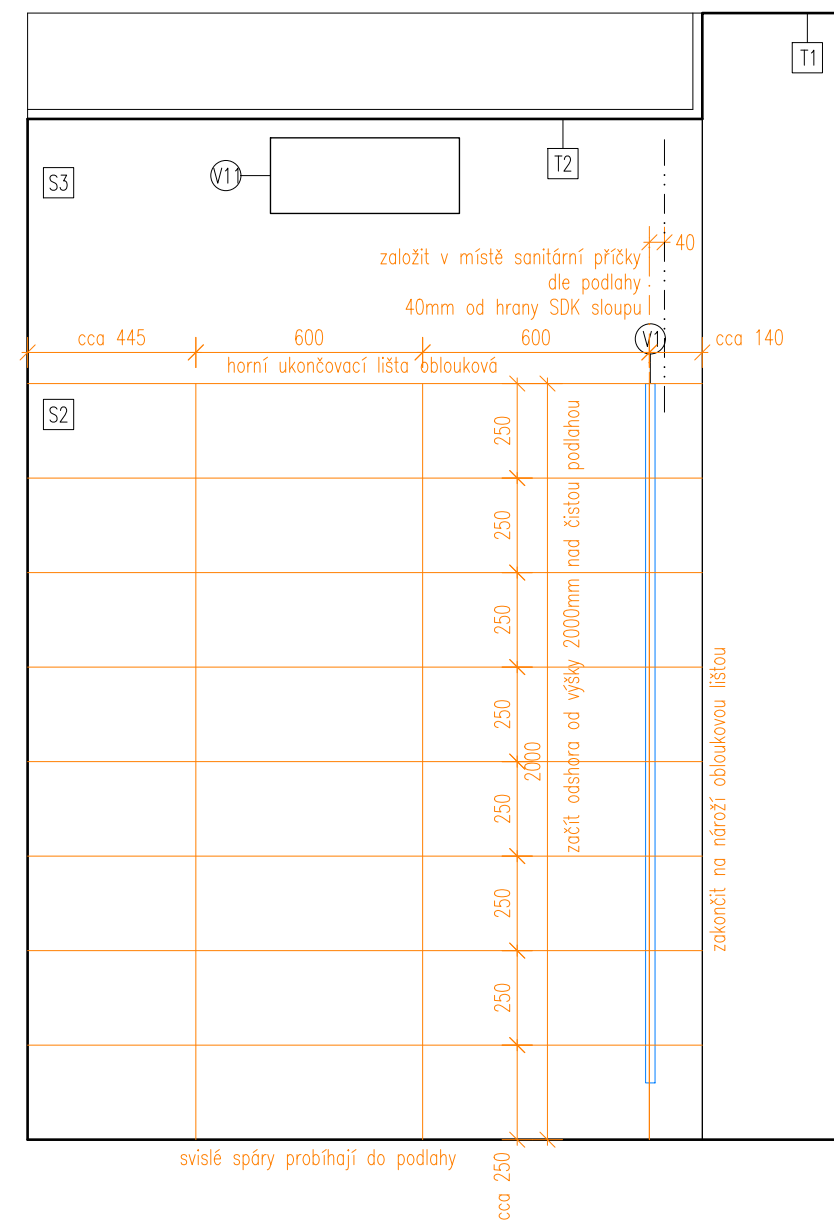 T1
T2
S3
V11
40
založit v místě sanitární příčky
dle podlahy
40mm od hrany SDK sloupu
V1
cca 445
600
600
cca 140
horní ukončovací lišta oblouková
S2
250
250
250
250
250
250
250
cca 250
2000
začít odshora od výšky 2000mm nad čistou podlahou
zakončit na nároží obloukovou lištou
svislé spáry probíhají do podlahy